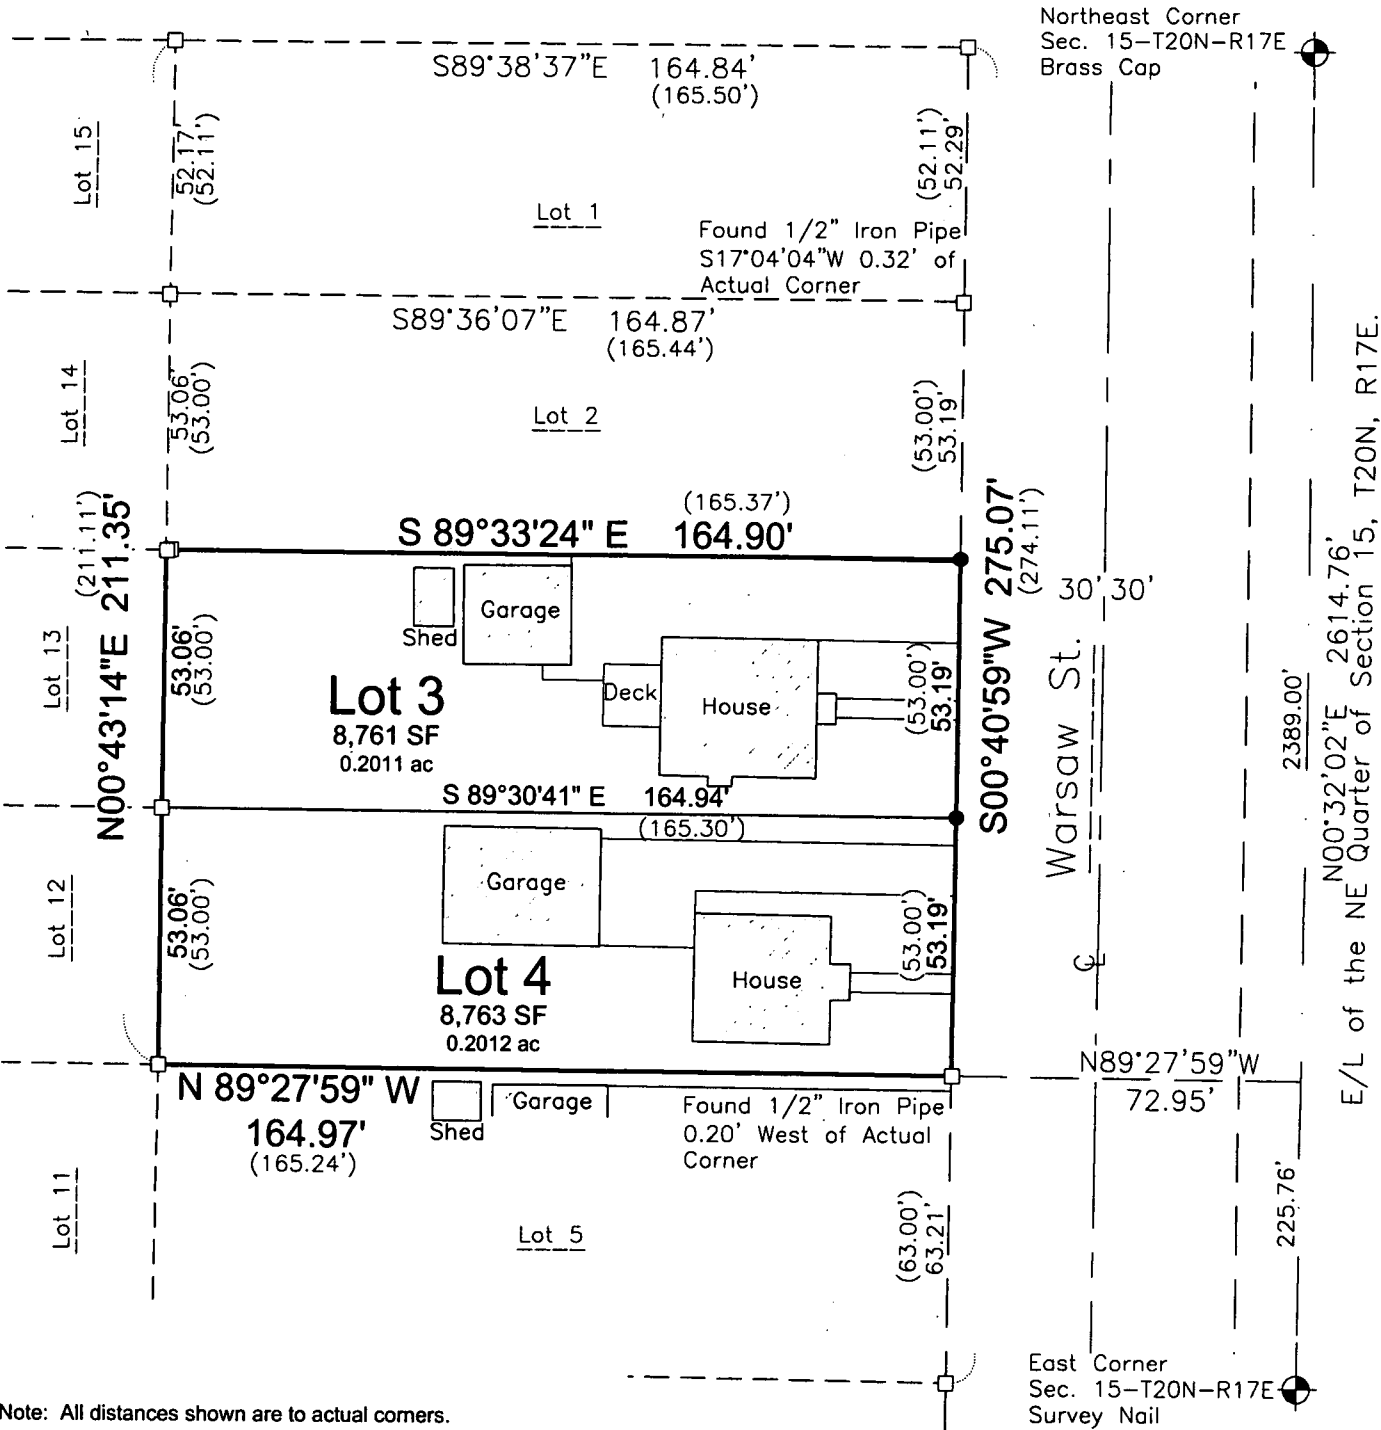 Northeast Corner
Sec. 15-T20N-R17E
Brass Cap
S89°38'37"E 164.84'
(165.50')
Lot 15
52.17'
(52.11')
(52.11')
52.29'
Lot 1
Found 1/2" Iron Pipe
S17°04'04"W 0.32' of
Actual Corner
S89°36'07"E 164.87'
(165.44')
Lot 14
53.06'
(53.00')
Lot 2
(53.00')
53.19'
(165.37')
S 89°33'24" E 164.90'
(211.11')
N00°43'14"E 211.35'
S00°40'59"W 275.07'
(274.11')
30' 30'
Garage
Shed
Lot 13
53.06'
(53.00')
Lot 3
8,761 SF
0.2011 ac
Deck
House
(53.00')
53.19'
Warsaw St.
2389.00'
N00°32'02"E 2614.76'
E/L of the NE Quarter of Section 15, T20N, R17E.
S 89°30'41" E 164.94'
(165.30')
Lot 12
53.06'
(53.00')
Garage
Lot 4
8,763 SF
0.2012 ac
House
(53.00')
53.19'
CL
N 89°27'59" W
164.97'
(165.24')
Shed
Garage
Found 1/2" Iron Pipe
0.20' West of Actual
Corner
N89°27'59"W
72.95'
Lot 11
Lot 5
(63.00')
63.21'
225.76'
East Corner
Sec. 15-T20N-R17E
Survey Nail
Note: All distances shown are to actual corners.